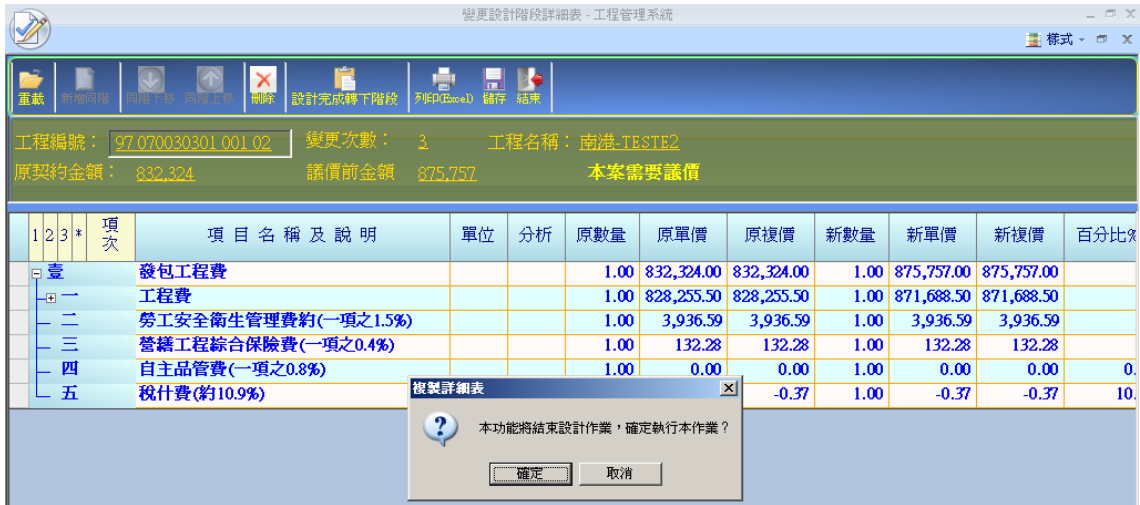 變更設計階段詳細表 - 工程管理系統
樣式
重載 新增同階 同階下移 同階上移 刪除 設計完成轉下階段 列印(Excel) 儲存 結束
工程編號： 97 070030301 001 02 變更次數： 3 工程名稱： 南港-TESTE2
原契約金額： 832,324 議價前金額 875,757 本案需要議價
1 2 3 * 項次 項 目 名 稱 及 說 明 單位 分析 原數量 原單價 原複價 新數量 新單價 新複價 百分比%
壹 發包工程費 1.00 832,324.00 832,324.00 1.00 875,757.00 875,757.00
一 工程費 1.00 828,255.50 828,255.50 1.00 871,688.50 871,688.50
二 勞工安全衛生管理費約(一項之1.5%) 1.00 3,936.59 3,936.59 1.00 3,936.59 3,936.59
三 營繕工程綜合保險費(一項之0.4%) 1.00 132.28 132.28 1.00 132.28 132.28
四 自主品管費(一項之0.8%) 1.00 0.00 0.00 1.00 0.00 0.00 0.
五 稅什費(約10.9%) -0.37 1.00 -0.37 -0.37 10.
複製詳細表
本功能將結束設計作業，確定執行本作業？
確定 取消